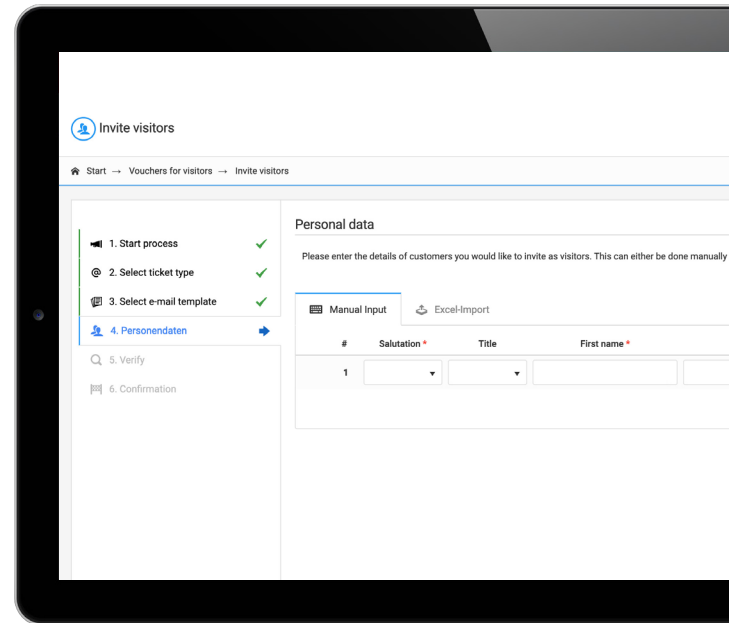 Invite visitors
Start → Vouchers for visitors → Invite visitors
1. Start process
2. Select ticket type
3. Select e-mail template
4. Personendaten
5. Verify
6. Confirmation
Personal data
Please enter the details of customers you would like to invite as visitors. This can either be done manually
Manual Input
Excel-Import
# Salutation * Title First name *
1